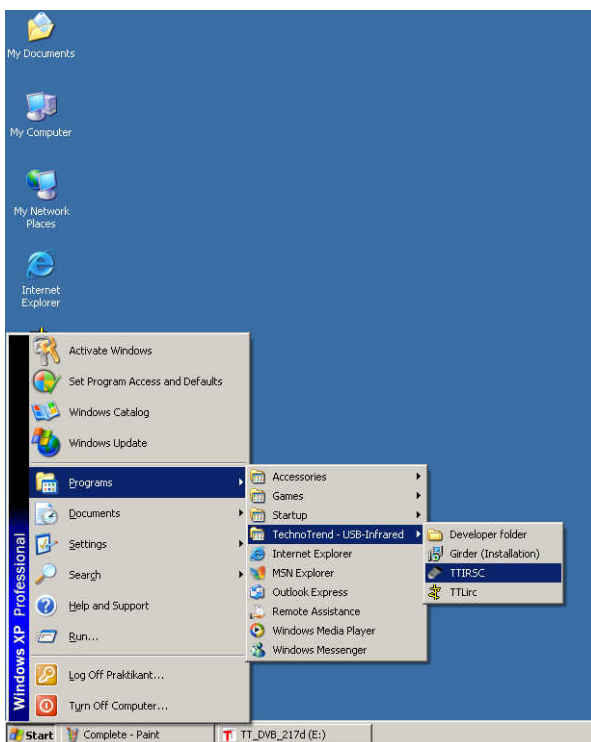 My Documents
My Computer
My Network
Places
Internet
Explorer
Activate Windows
Set Program Access and Defaults
Windows Catalog
Windows Update
Programs
Documents
Settings
Search
Help and Support
Run...
Log Off Praktikant...
Turn Off Computer...
Windows XP Professional
Accessories
Games
Startup
TechnoTrend - USB-Infrared
Internet Explorer
MSN Explorer
Outlook Express
Remote Assistance
Windows Media Player
Windows Messenger
Developer folder
Girder (Installation)
TTIRSC
TTLirc
Start
Complete - Paint
TT_DVB_217d (E:)